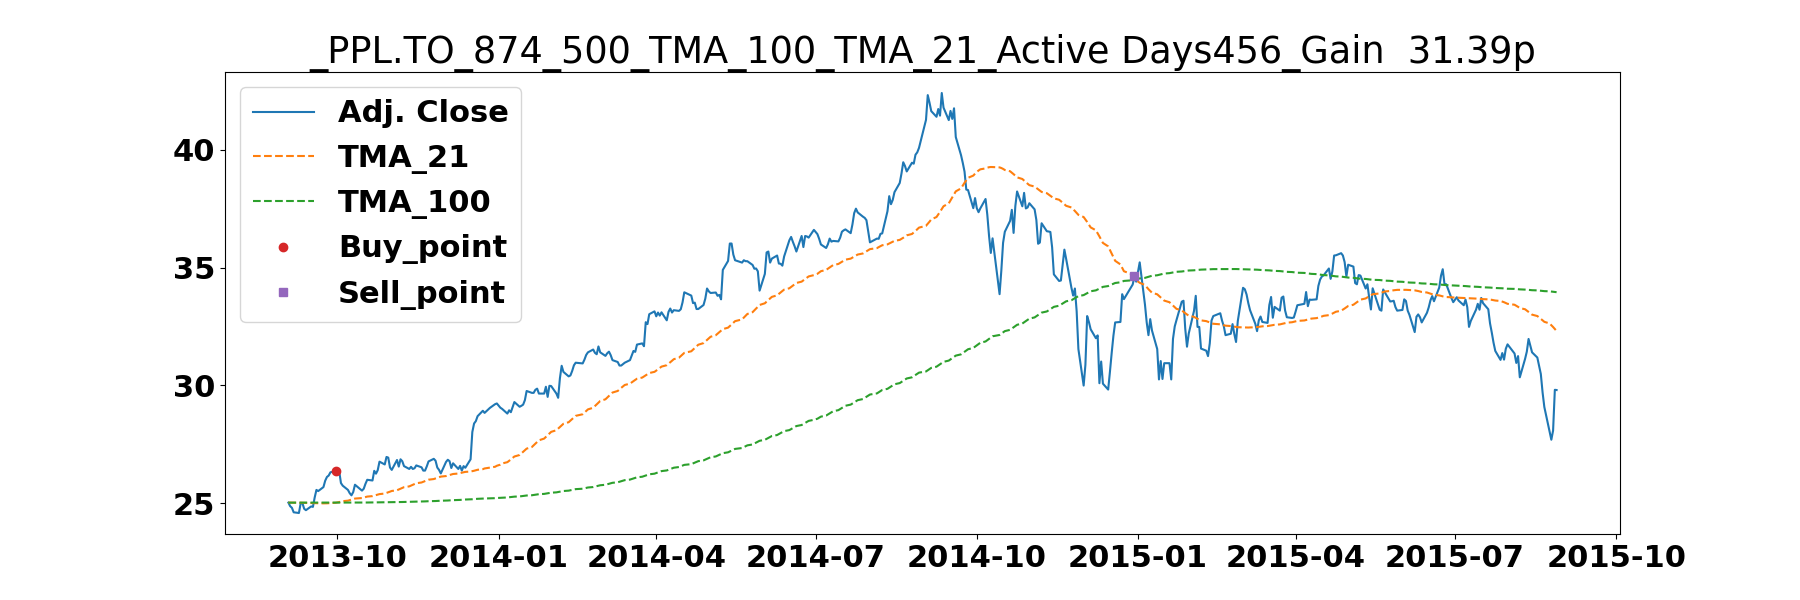 _PPL.TO_874_500_TMA_100_TMA_21_Active Days456_Gain  31.39p
Adj. Close
TMA_21
TMA_100
Buy_point
Sell_point
40
35
30
25
2013-10 2014-01 2014-04 2014-07 2014-10 2015-01 2015-04 2015-07 2015-10